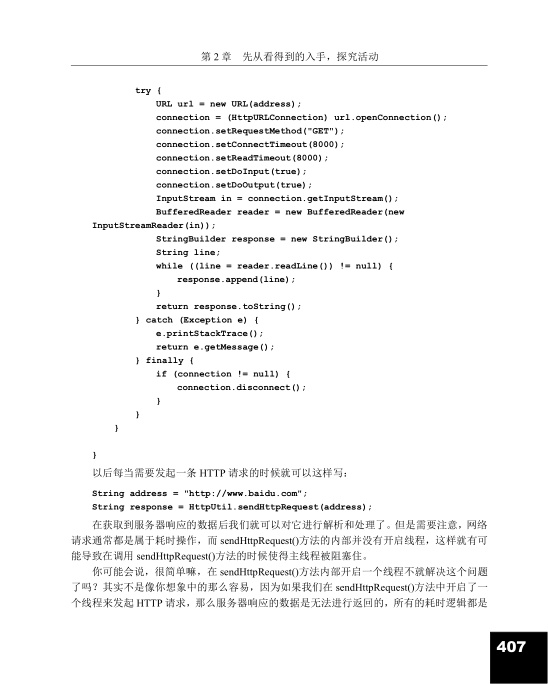 第 2 章　先从看得到的入手，探究活动
try {
URL url = new URL(address);
connection = (HttpURLConnection) url.openConnection();
connection.setRequestMethod("GET");
connection.setConnectTimeout(8000);
connection.setReadTimeout(8000);
connection.setDoInput(true);
connection.setDoOutput(true);
InputStream in = connection.getInputStream();
BufferedReader reader = new BufferedReader(new
InputStreamReader(in));
StringBuilder response = new StringBuilder();
String line;
while ((line = reader.readLine()) != null) {
response.append(line);
}
return response.toString();
} catch (Exception e) {
e.printStackTrace();
return e.getMessage();
} finally {
if (connection != null) {
connection.disconnect();
}
}
}
}
以后每当需要发起一条 HTTP 请求的时候就可以这样写：
String address = "http://www.baidu.com";
String response = HttpUtil.sendHttpRequest(address);
在获取到服务器响应的数据后我们就可以对它进行解析和处理了。但是需要注意，网络
请求通常都是属于耗时操作，而 sendHttpRequest()方法的内部并没有开启线程，这样就有可
能导致在调用 sendHttpRequest()方法的时候使得主线程被阻塞住。
你可能会说，很简单嘛，在 sendHttpRequest()方法内部开启一个线程不就解决这个问题
了吗？其实不是像你想象中的那么容易，因为如果我们在 sendHttpRequest()方法中开启了一
个线程来发起 HTTP 请求，那么服务器响应的数据是无法进行返回的，所有的耗时逻辑都是
407